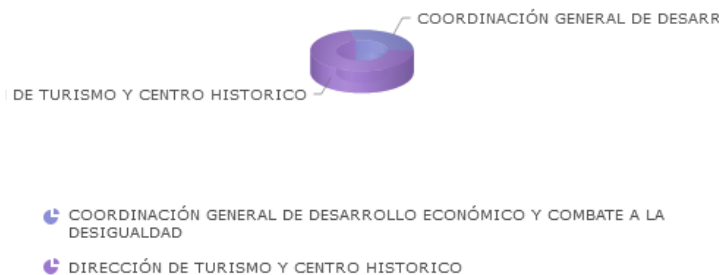 COORDINACIÓN GENERAL DE DESARR
DE TURISMO Y CENTRO HISTORICO
COORDINACIÓN GENERAL DE DESARROLLO ECONÓMICO Y COMBATE A LA
DESIGUALDAD
DIRECCIÓN DE TURISMO Y CENTRO HISTORICO